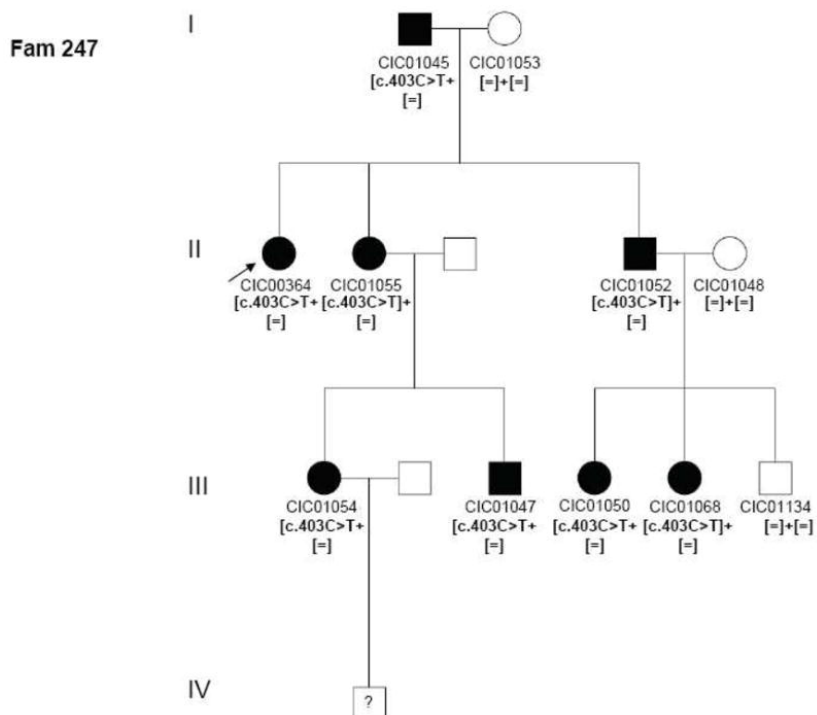 I
Fam 247
CIC01045 CIC01053
[c.403C>T+ [=]+[=]
[=]
II
CIC00364 CIC01055 CIC01052 CIC01048
[c.403C>T+ [c.403C>T]+ [c.403C>T]+ [=]+[=]
[=] [=] [=]
III
CIC01054 CIC01047 CIC01050 CIC01068 CIC01134
[c.403C>T+ [c.403C>T+ [c.403C>T+ [c.403C>T]+ [=]+[=]
[=] [=] [=] [=]
IV
?